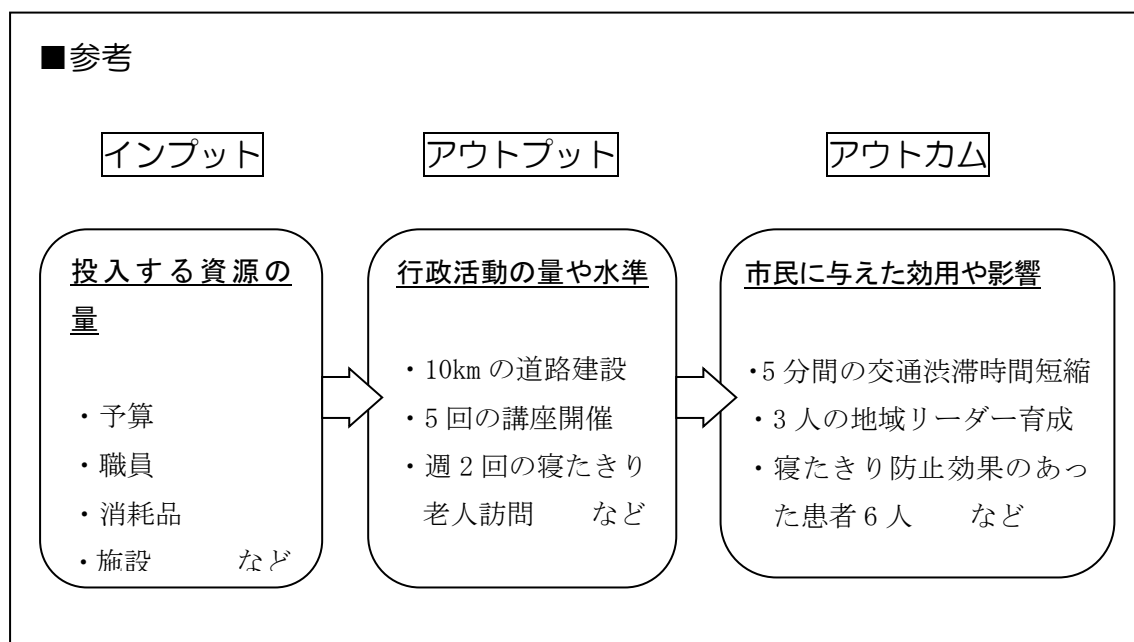 ■参考
インプット
アウトプット
アウトカム
投入する資源の
量
・予算
・職員
・消耗品
・施設　　　など
行政活動の量や水準
・10km の道路建設
・5 回の講座開催
・週 2 回の寝たきり
老人訪問　　など
市民に与えた効用や影響
・5 分間の交通渋滞時間短縮
・3 人の地域リーダー育成
・寝たきり防止効果のあっ
た患者 6 人　　など